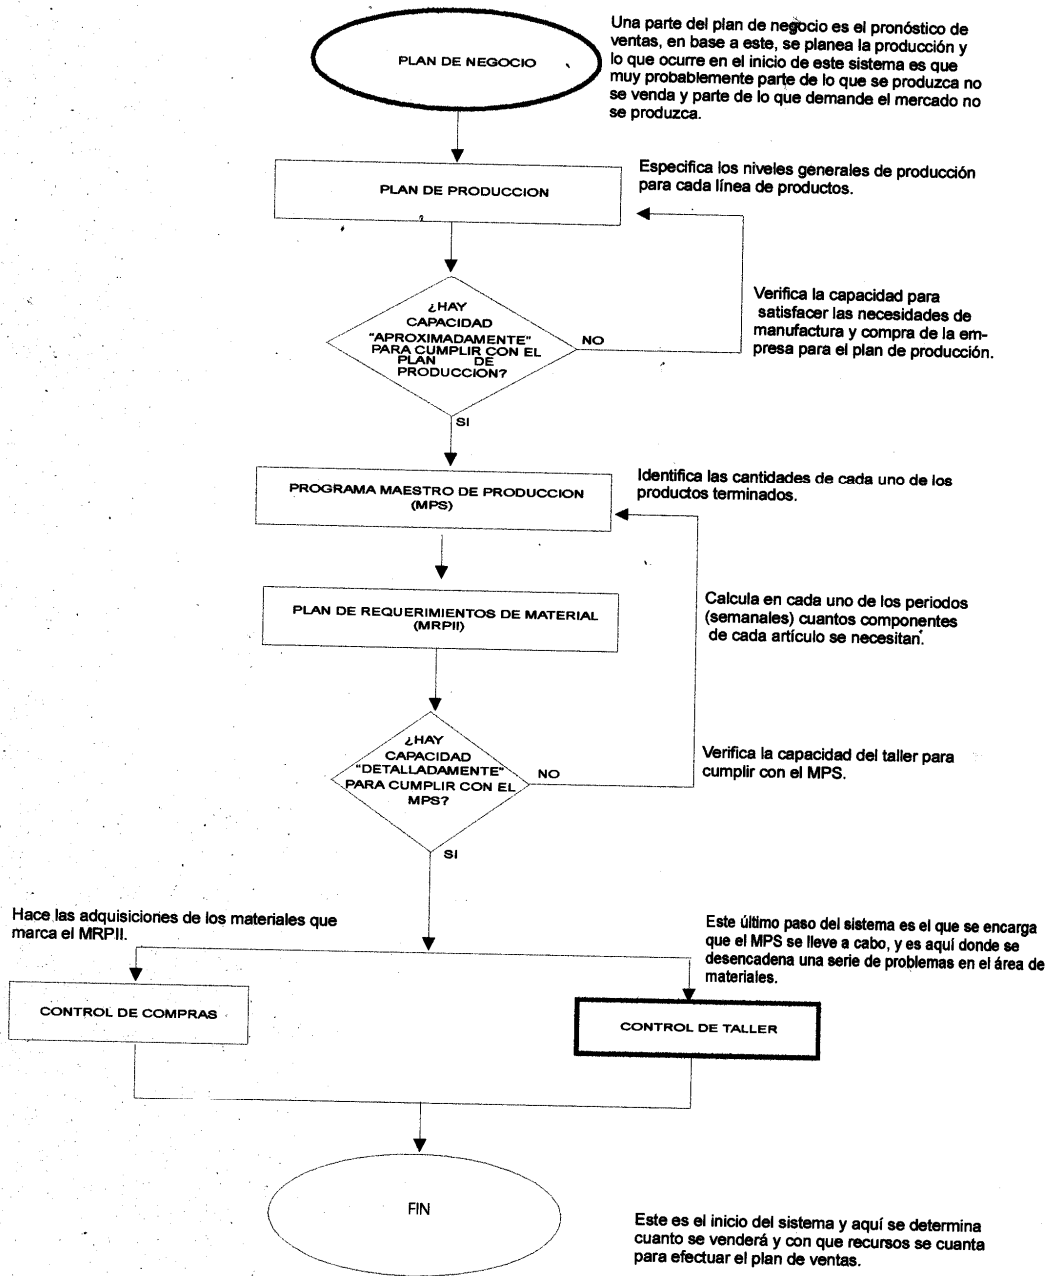 Una parte del plan de negocio es el pronóstico de
ventas, en base a este, se planea la producción y
lo que ocurre en el inicio de este sistema es que
muy probablemente parte de lo que se produzca no
se venda y parte de lo que demande el mercado no
se produzca.
PLAN DE NEGOCIO
Especifica los niveles generales de producción
para cada línea de productos.
PLAN DE PRODUCCION
¿HAY
CAPACIDAD
"APROXIMADAMENTE"
PARA CUMPLIR CON EL
PLAN DE
PRODUCCION?
NO
SI
Verifica la capacidad para
satisfacer las necesidades de
manufactura y compra de la em-
presa para el plan de producción.
PROGRAMA MAESTRO DE PRODUCCION
(MPS)
Identifica las cantidades de cada uno de los
productos terminados.
PLAN DE REQUERIMIENTOS DE MATERIAL
(MRPII)
Calcula en cada uno de los periodos
(semanales) cuantos componentes
de cada artículo se necesitan.
¿HAY
CAPACIDAD
"DETALLADAMENTE"
PARA CUMPLIR CON EL
MPS?
NO
SI
Verifica la capacidad del taller para
cumplir con el MPS.
Hace las adquisiciones de los materiales que
marca el MRPII.
Este último paso del sistema es el que se encarga
que el MPS se lleve a cabo, y es aquí donde se
desencadena una serie de problemas en el área de
materiales.
CONTROL DE COMPRAS
CONTROL DE TALLER
FIN
Este es el inicio del sistema y aquí se determina
cuanto se venderá y con que recursos se cuanta
para efectuar el plan de ventas.